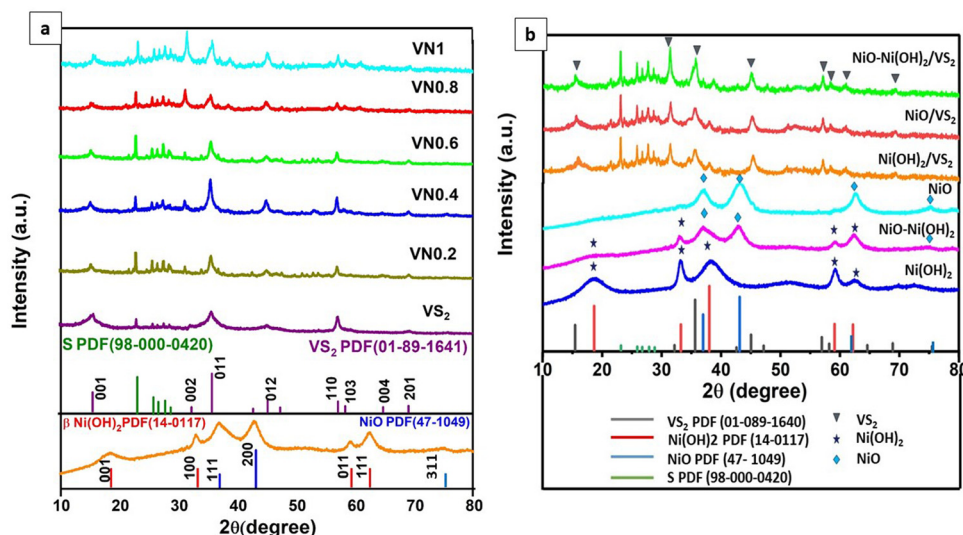 a
VN1
VN0.8
VN0.6
VN0.4
VN0.2
VS2
S PDF(98-000-0420)
VS2 PDF(01-89-1641)
001
002
011
012
110
103
004
201
β Ni(OH)2PDF(14-0117)
NiO PDF(47-1049)
001
100
111
200
011
111
311
10 20 30 40 50 60 70 80
2θ(degree)
Intensity (a.u.)
b
NiO-Ni(OH)2/VS2
NiO/VS2
Ni(OH)2/VS2
NiO
NiO-Ni(OH)2
Ni(OH)2
10 20 30 40 50 60 70 80
2θ (degree)
Intensity (a.u.)
VS2 PDF (01-089-1640)
Ni(OH)2 PDF (14-0117)
NiO PDF (47- 1049)
S PDF (98-000-0420)
VS2
Ni(OH)2
NiO